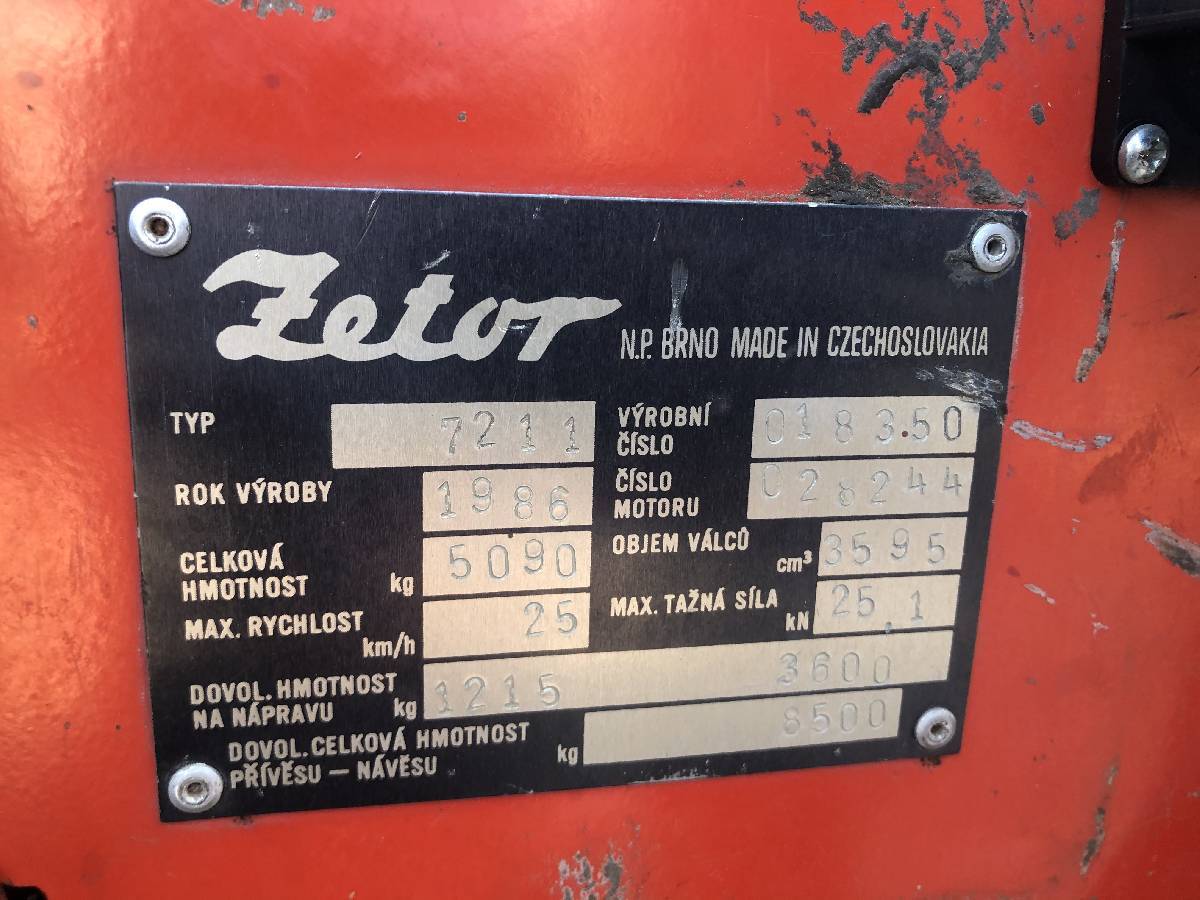 Zetor N.P. BRNO MADE IN CZECHOSLOVAKIA
TYP 7211
VÝROBNÍ ČÍSLO 018350
ROK VÝROBY 1986
ČÍSLO MOTORU
CELKOVÁ HMOTNOST kg 5090
OBJEM VÁLCŮ cm³ 3595
MAX. RYCHLOST km/h 25
MAX. TAŽNÁ SÍLA kN 25,1
DOVOL. HMOTNOST NA NÁPRAVU kg 1215 3600
DOVOL. CELKOVÁ HMOTNOST PŘÍVĚSU – NÁVĚSU kg 8500